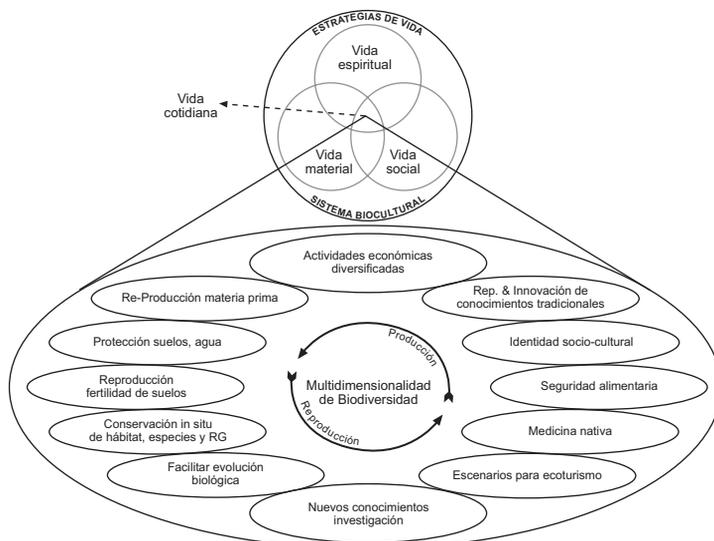 ESTRATEGIAS DE VIDA
Vida
espiritual
Vida
cotidiana
Vida
material
Vida
social
SISTEMA BIOCULTURAL
Actividades económicas
diversificadas
Re-Producción materia prima
Rep. & Innovación de
conocimientos tradicionales
Protección suelos, agua
Identidad socio-cultural
Producción
Reproducción
fertilidad de suelos
Multidimensionalidad
de Biodiversidad
Seguridad alimentaria
Reproducción
Conservación in situ
de hábitat, especies y RG
Medicina nativa
Facilitar evolución
biológica
Escenarios para ecoturismo
Nuevos conocimientos
investigación